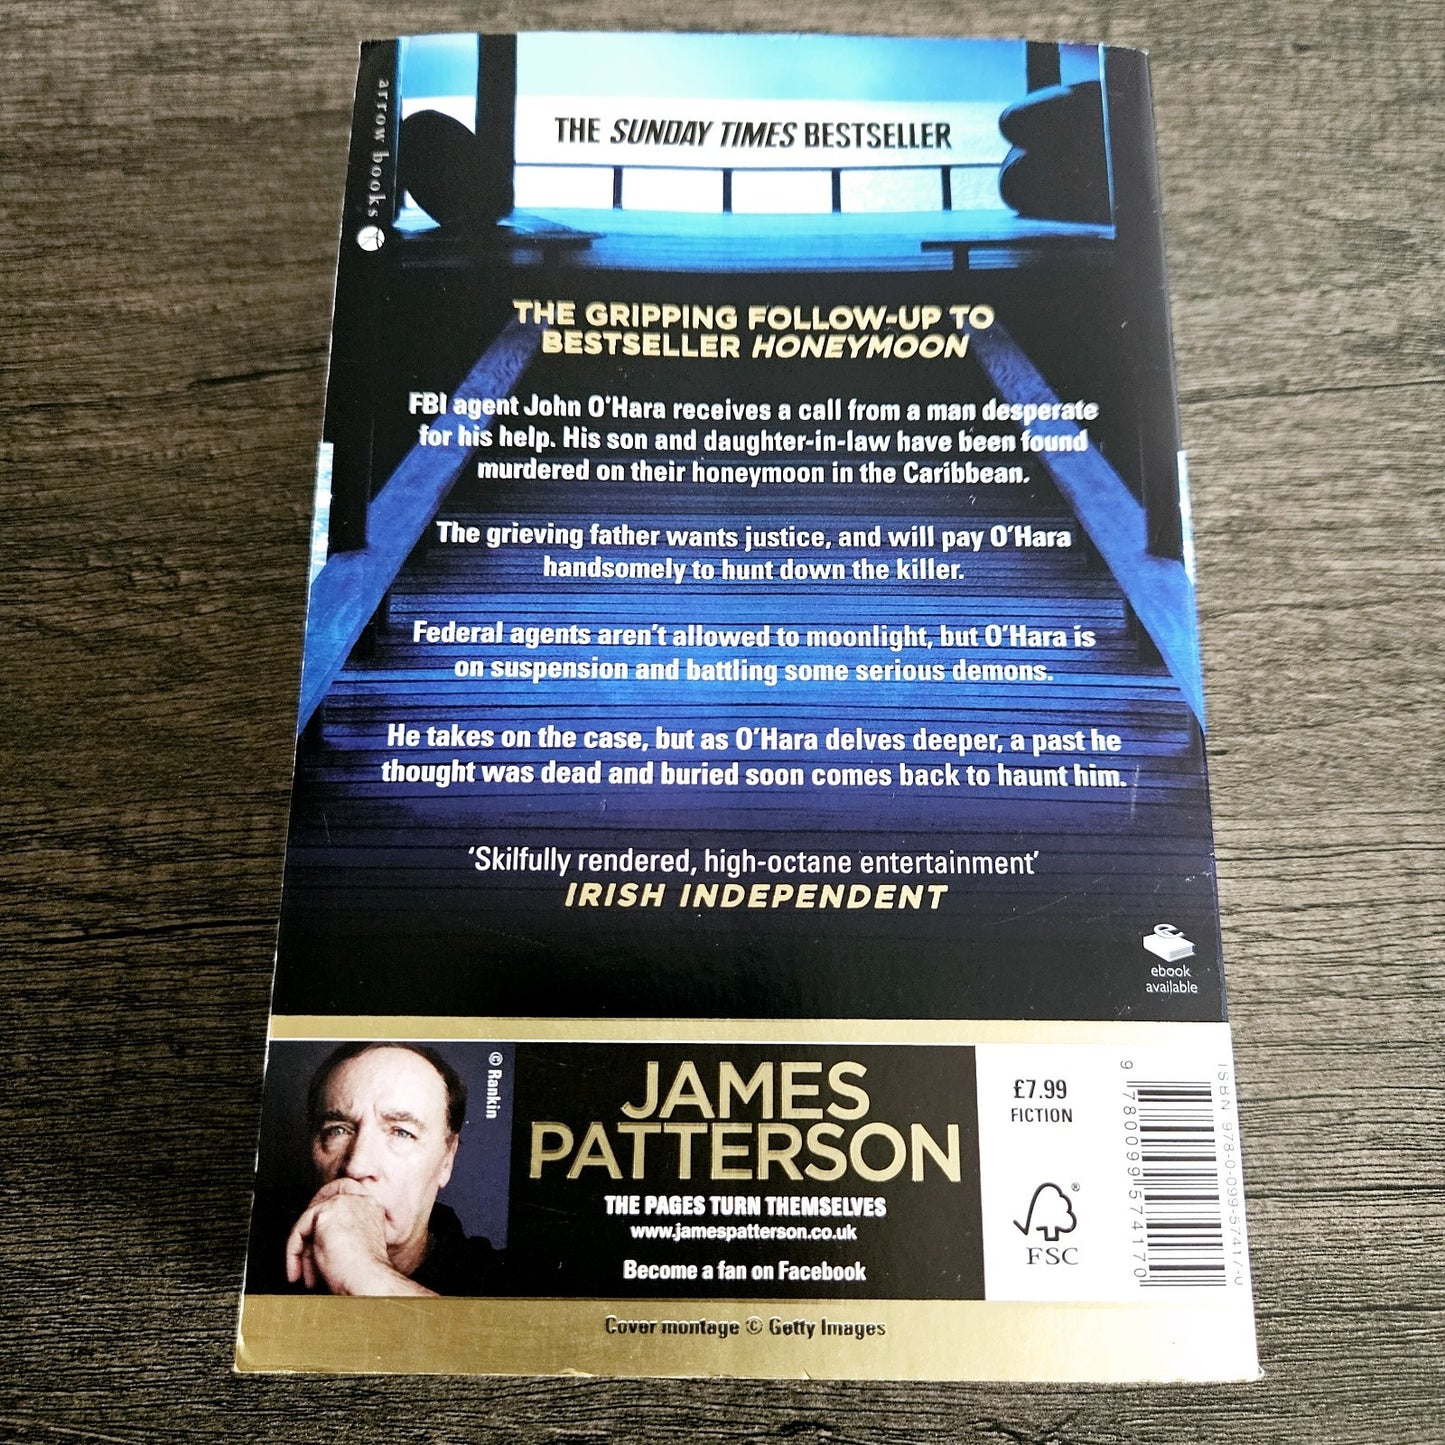 arrow books
THE SUNDAY TIMES BESTSELLER
THE GRIPPING FOLLOW-UP TO
BESTSELLER HONEYMOON
FBI agent John O'Hara receives a call from a man desperate
for his help. His son and daughter-in-law have been found
murdered on their honeymoon in the Caribbean.
The grieving father wants justice, and will pay O'Hara
handsomely to hunt down the killer.
Federal agents aren't allowed to moonlight, but O'Hara is
on suspension and battling some serious demons.
He takes on the case, but as O'Hara delves deeper, a past he
thought was dead and buried soon comes back to haunt him.
'Skilfully rendered, high-octane entertainment'
IRISH INDEPENDENT
ebook
available
© Rankin
JAMES
PATTERSON
THE PAGES TURN THEMSELVES
www.jamespatterson.co.uk
Become a fan on Facebook
£7.99
FICTION
®
FSC
ISBN 978-0-099-57417-0
9 780099 574170
Cover montage © Getty Images